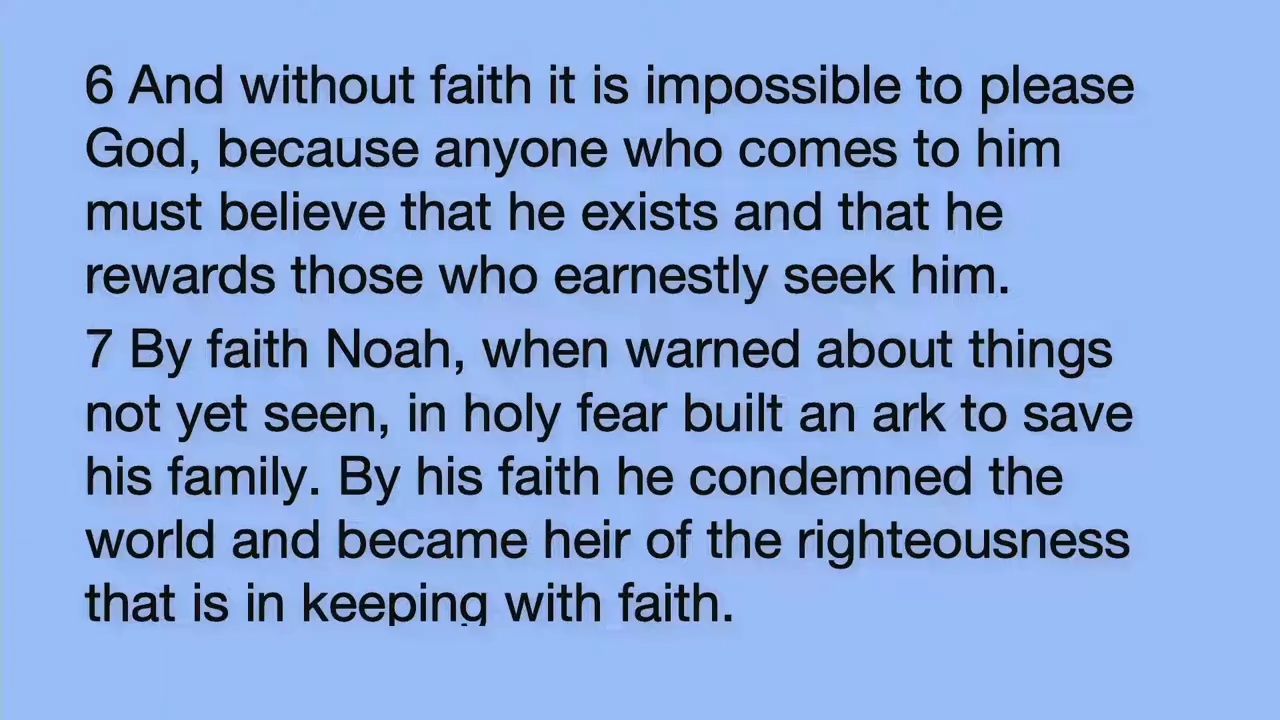 6 And without faith it is impossible to please
God, because anyone who comes to him
must believe that he exists and that he
rewards those who earnestly seek him.
7 By faith Noah, when warned about things
not yet seen, in holy fear built an ark to save
his family. By his faith he condemned the
world and became heir of the righteousness
that is in keeping with faith.